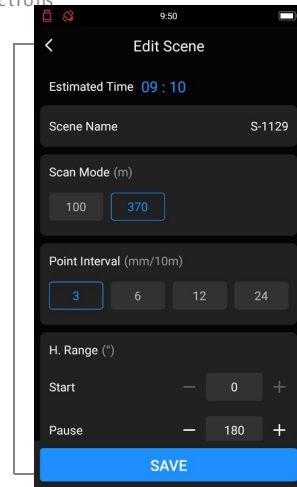 ctions
9:50
Edit Scene
Estimated Time 09 : 10
Scene Name S-1129
Scan Mode (m)
100 370
Point Interval (mm/10m)
3 6 12 24
H. Range (°)
Start − 0 +
Pause − 180 +
SAVE